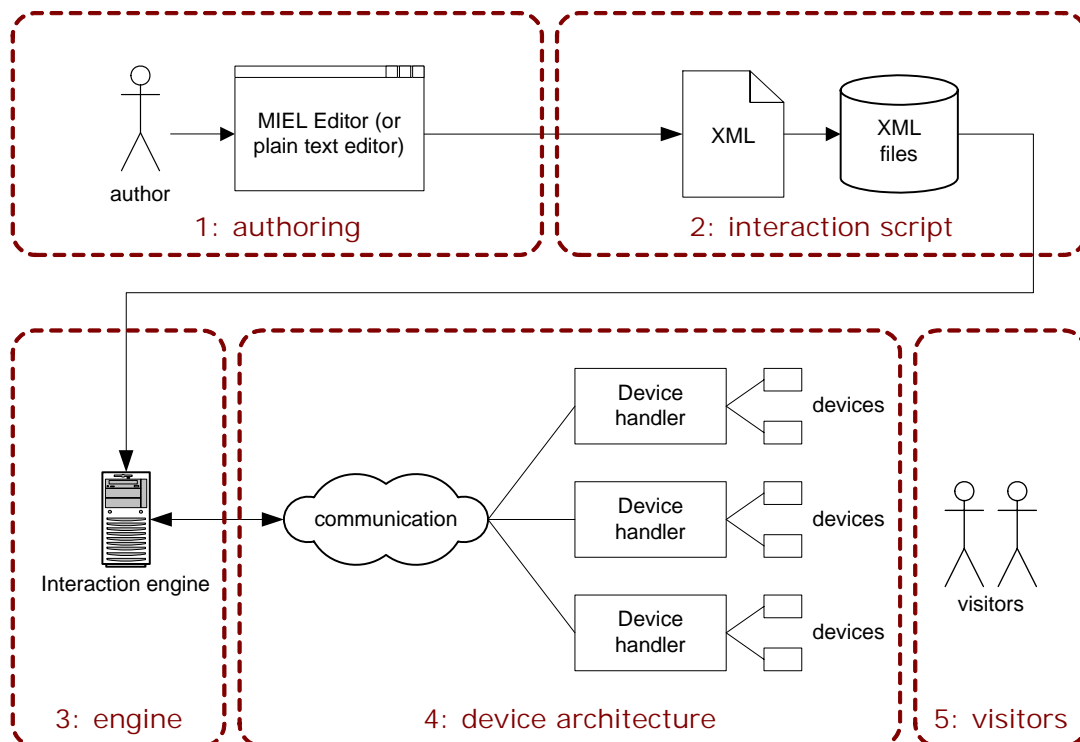 MIEL Editor (or
plain text editor)
author
1: authoring
XML
XML
files
2: interaction script
Interaction engine
3: engine
communication
Device
handler
devices
Device
handler
devices
Device
handler
devices
4: device architecture
visitors
5: visitors